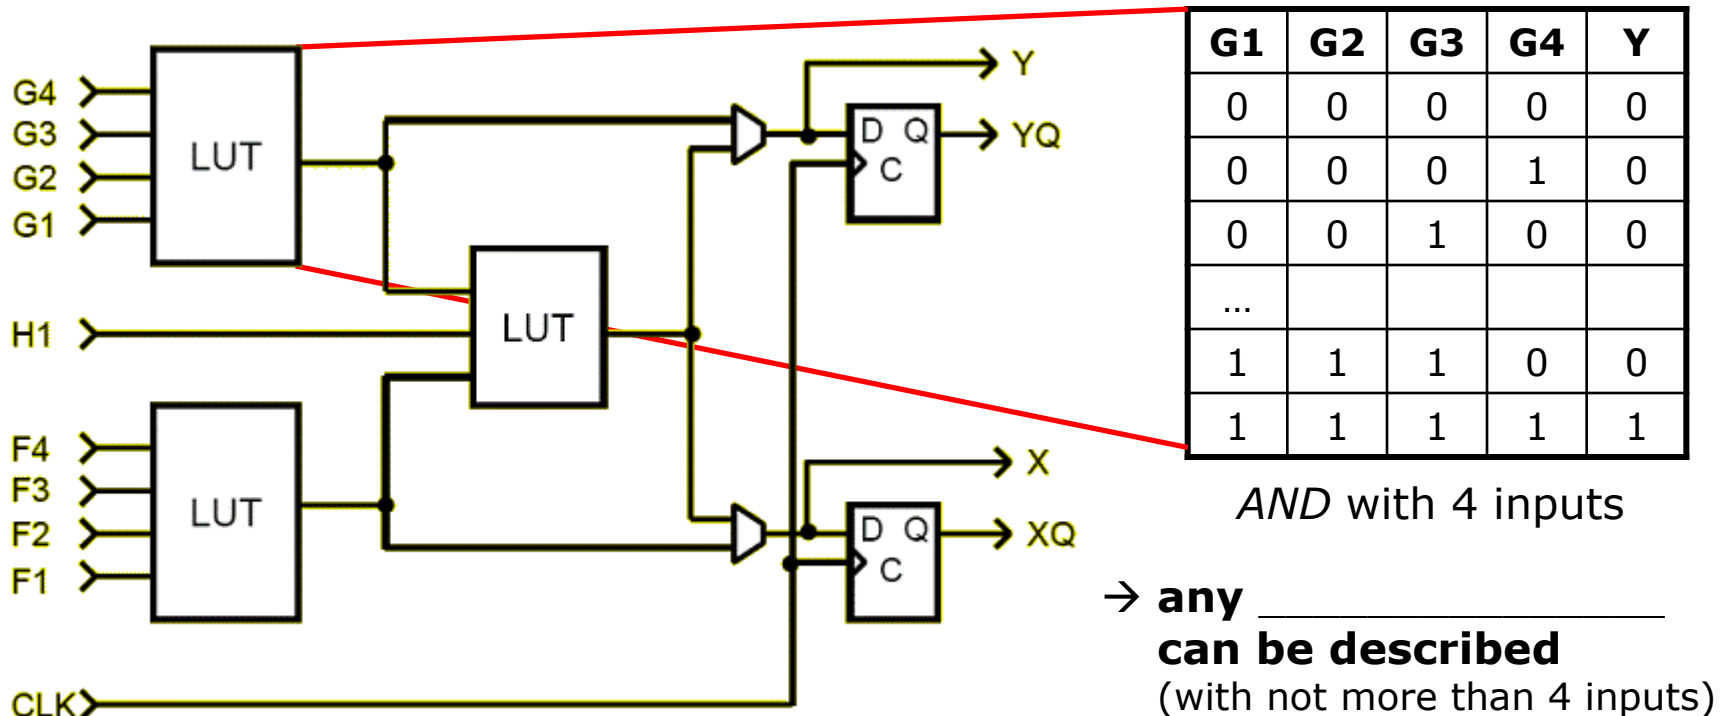 G4
G3
G2
G1
LUT
H1
LUT
F4
F3
F2
F1
LUT
CLK
Y
D Q
YQ
C
X
D Q
XQ
C
G1 G2 G3 G4 Y
0 0 0 0 0
0 0 0 1 0
0 0 1 0 0
...
1 1 1 0 0
1 1 1 1 1
AND with 4 inputs
→ any _______________
can be described
(with not more than 4 inputs)